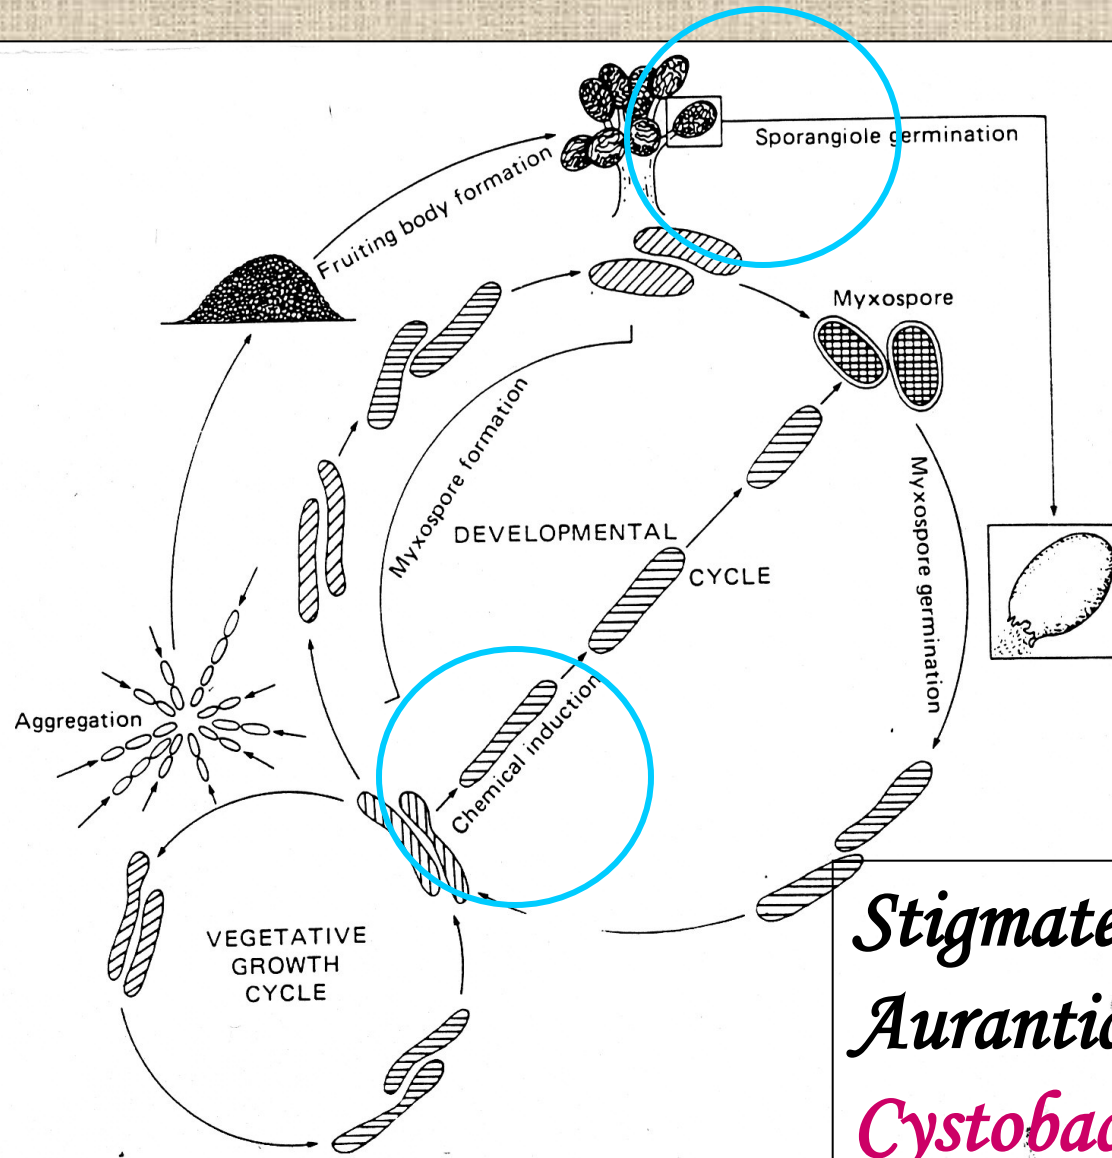 Sporangiole germination
Fruiting body formation
Myxospore
Myxospore formation
DEVELOPMENTAL
CYCLE
Myxospore germination
Aggregation
Chemical induction
VEGETATIVE
GROWTH
CYCLE
Stigmate
Aurantic
Cystobac